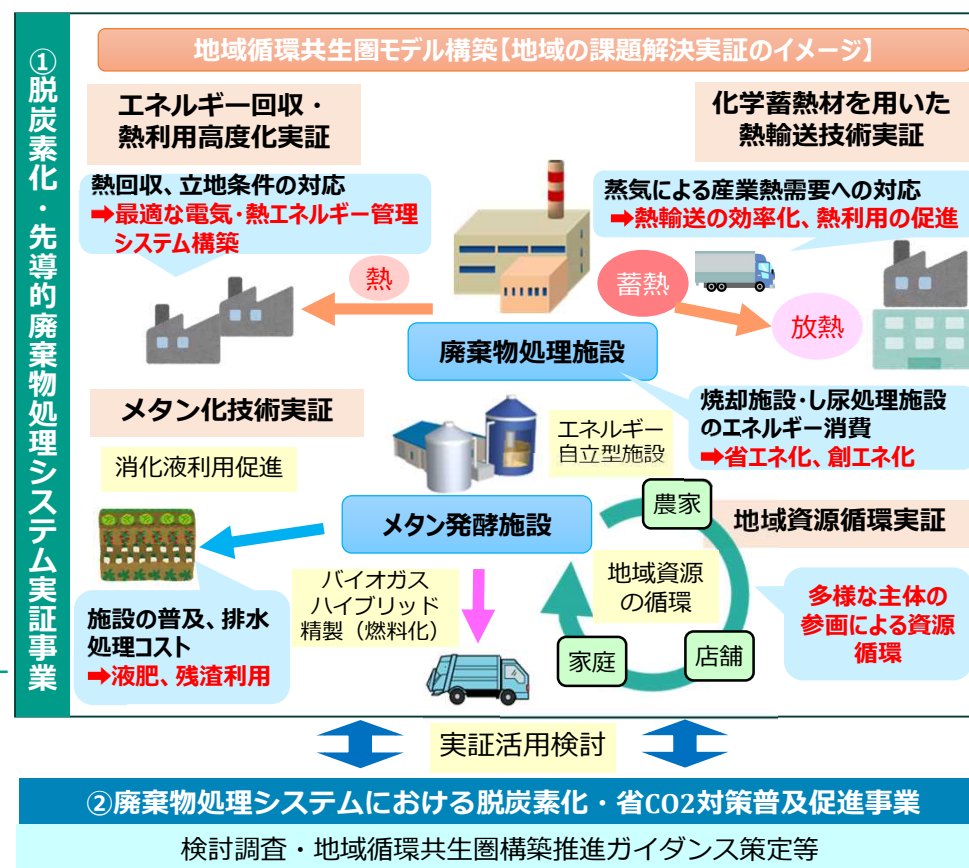 ①脱炭素化・先導的廃棄物処理システム実証事業
地域循環共生圏モデル構築【地域の課題解決実証のイメージ】
エネルギー回収・
熱利用高度化実証
熱回収、立地条件の対応
➡最適な電気・熱エネルギー管理
システム構築
熱
化学蓄熱材を用いた
熱輸送技術実証
蒸気による産業熱需要への対応
➡熱輸送の効率化、熱利用の促進
蓄熱
放熱
廃棄物処理施設
焼却施設・し尿処理施設
のエネルギー消費
➡省エネ化、創エネ化
メタン化技術実証
消化液利用促進
エネルギー
自立型施設
メタン発酵施設
施設の普及、排水
処理コスト
➡液肥、残渣利用
バイオガス
ハイブリッド
精製（燃料化）
地域資源循環実証
農家
地域資源
の循環
家庭
店舗
多様な主体の
参画による資源
循環
実証活用検討
②廃棄物処理システムにおける脱炭素化・省CO2対策普及促進事業
検討調査・地域循環共生圏構築推進ガイダンス策定等